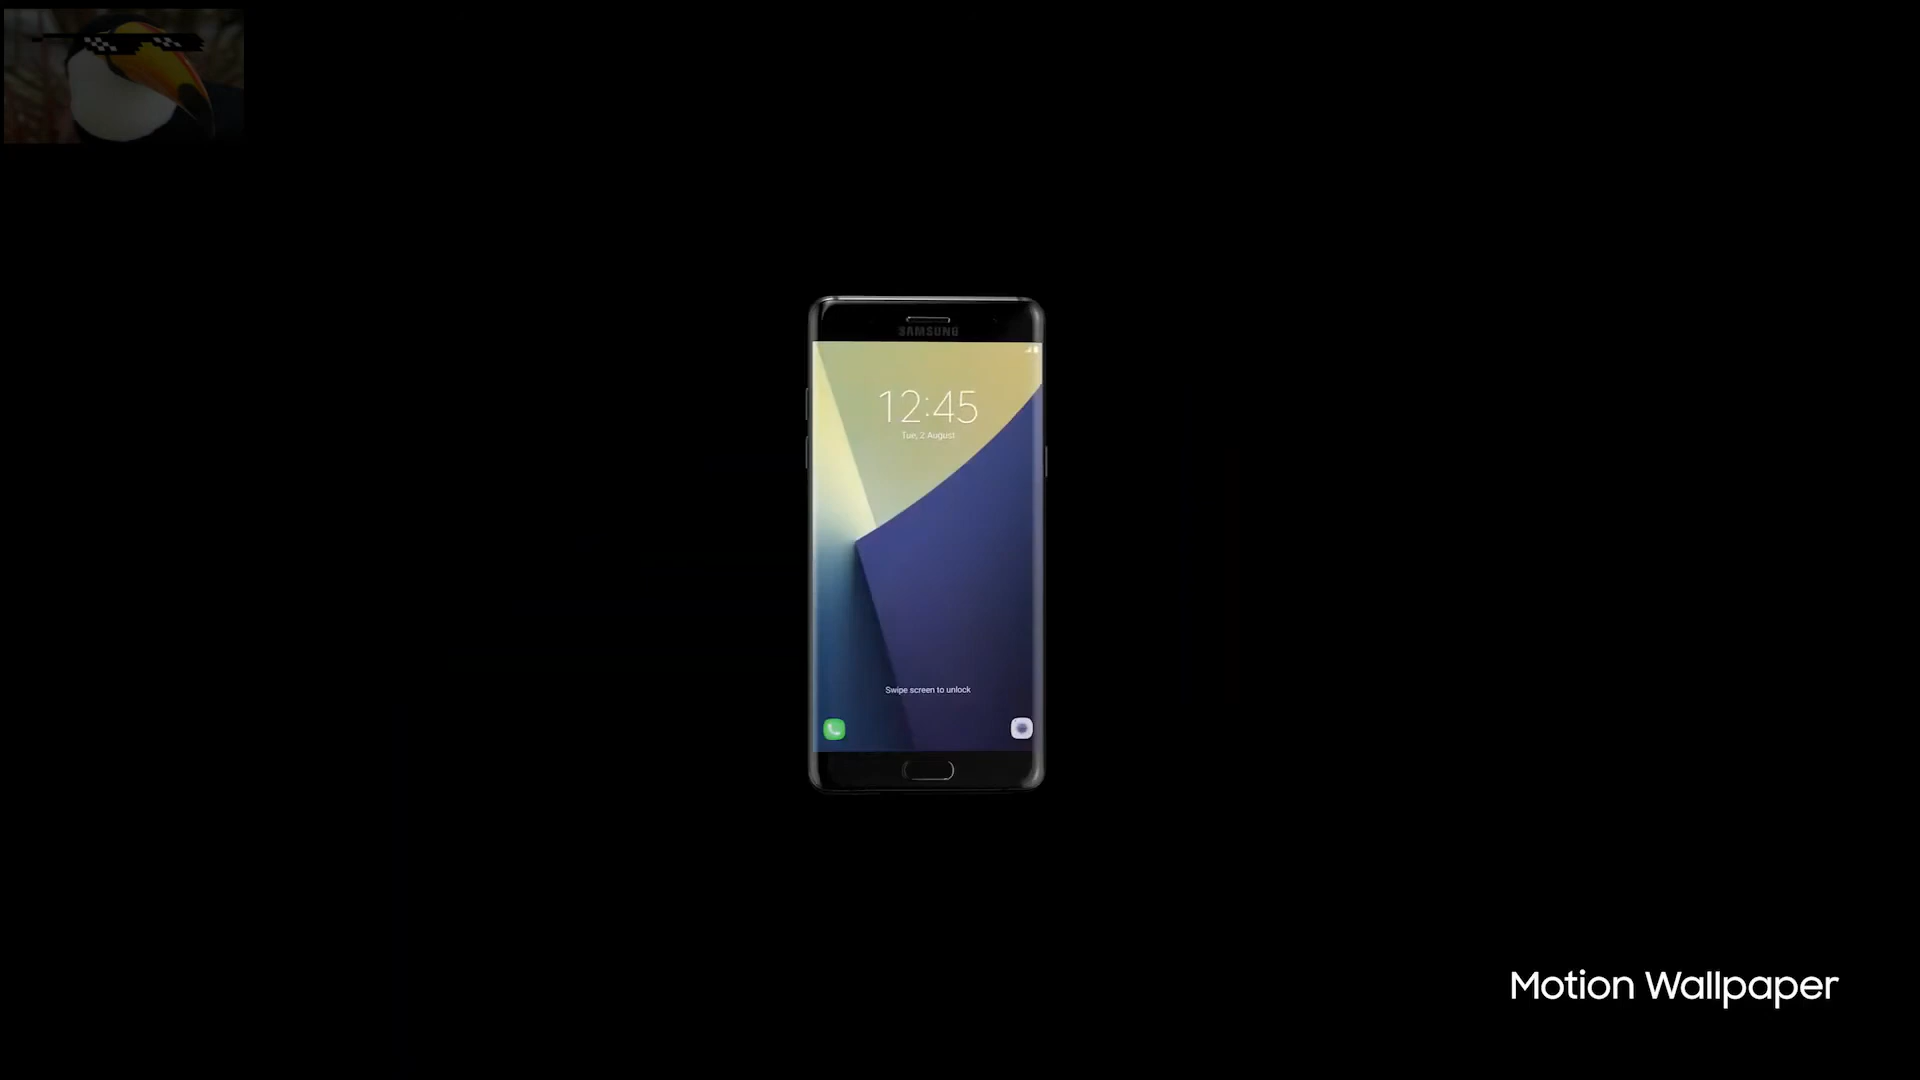 SAMSUNG
12:45
Tue, 2 August
Swipe screen to unlock
Motion Wallpaper